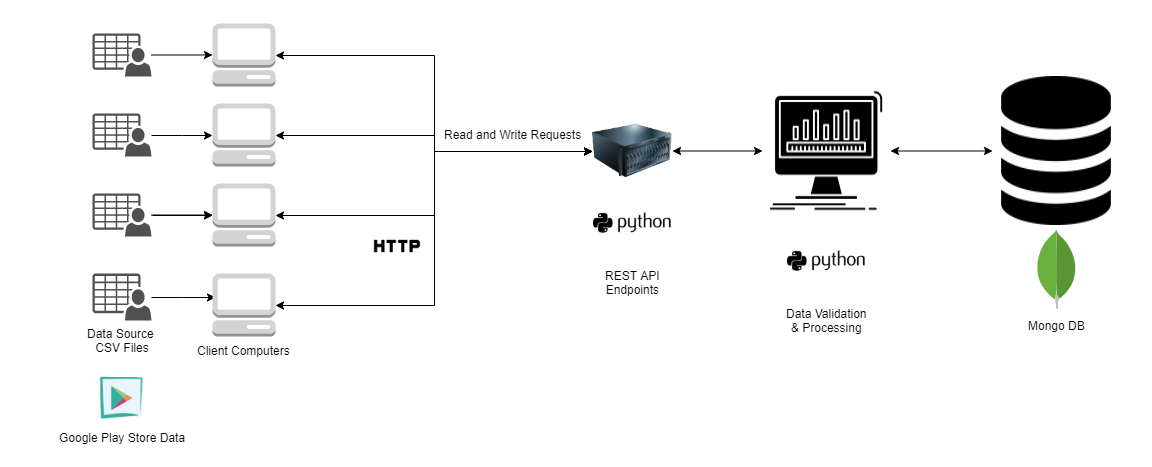 Read and Write Requests
python
HTTP
python
REST API
Endpoints
Data Validation
& Processing
Mongo DB
Data Source
CSV Files
Client Computers
Google Play Store Data